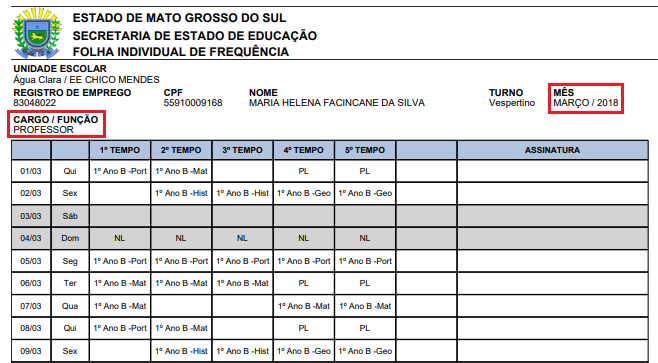 ESTADO DE MATO GROSSO DO SUL
SECRETARIA DE ESTADO DE EDUCAÇÃO
FOLHA INDIVIDUAL DE FREQUÊNCIA
UNIDADE ESCOLAR
Água Clara / EE CHICO MENDES
REGISTRO DE EMPREGO CPF NOME TURNO MÊS
83048022 55910009168 MARIA HELENA FACINCANE DA SILVA Vespertino MARÇO / 2018
CARGO / FUNÇÃO
PROFESSOR
1º TEMPO 2º TEMPO 3º TEMPO 4º TEMPO 5º TEMPO ASSINATURA
01/03 Qui 1º Ano B -Port 1º Ano B -Mat PL PL
02/03 Sex 1º Ano B -Hist 1º Ano B -Hist 1º Ano B -Geo 1º Ano B -Geo
03/03 Sáb
04/03 Dom NL NL NL NL NL
05/03 Seg 1º Ano B -Port 1º Ano B -Port 1º Ano B -Port 1º Ano B -Port 1º Ano B -Port
06/03 Ter 1º Ano B -Mat 1º Ano B -Mat 1º Ano B -Mat PL PL
07/03 Qua 1º Ano B -Mat 1º Ano B -Mat 1º Ano B -Mat
08/03 Qui 1º Ano B -Port 1º Ano B -Mat PL PL
09/03 Sex 1º Ano B -Hist 1º Ano B -Hist 1º Ano B -Geo 1º Ano B -Geo